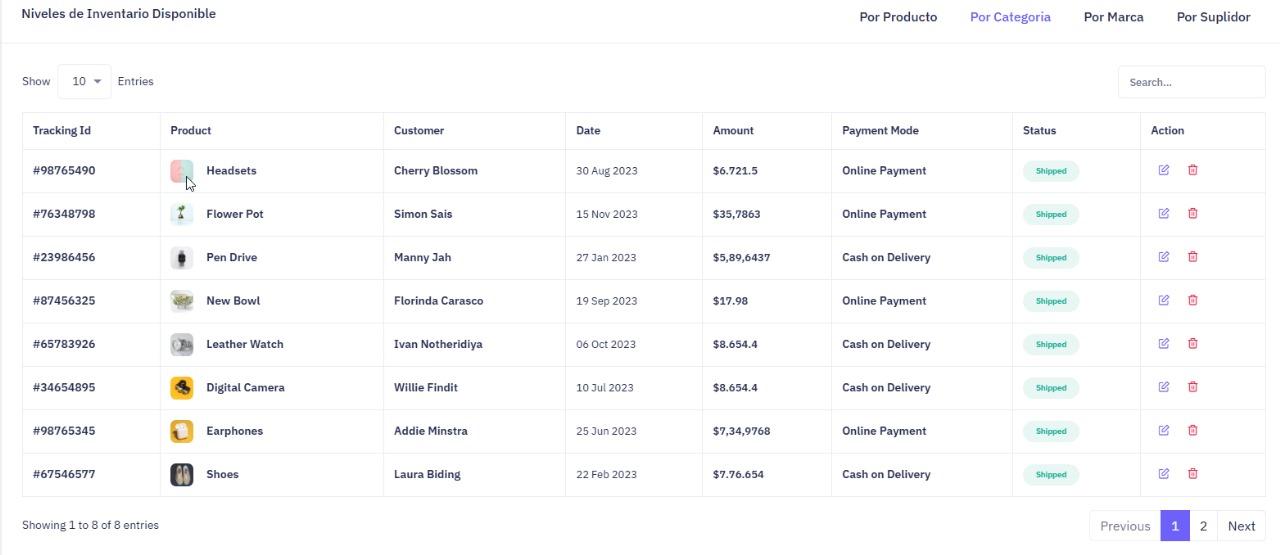 Niveles de Inventario Disponible Por Producto Por Categoria Por Marca Por Suplidor
Show 10 Entries Search...
Tracking Id Product Customer Date Amount Payment Mode Status Action
#98765490 Headsets Cherry Blossom 30 Aug 2023 $6.721.5 Online Payment Shipped
#76348798 Flower Pot Simon Sais 15 Nov 2023 $35,7863 Online Payment Shipped
#23986456 Pen Drive Manny Jah 27 Jan 2023 $5,89,6437 Cash on Delivery Shipped
#87456325 New Bowl Florinda Carasco 19 Sep 2023 $17.98 Online Payment Shipped
#65783926 Leather Watch Ivan Notheridiya 06 Oct 2023 $8.654.4 Cash on Delivery Shipped
#34654895 Digital Camera Willie Findit 10 Jul 2023 $8.654.4 Cash on Delivery Shipped
#98765345 Earphones Addie Minstra 25 Jun 2023 $7,34,9768 Online Payment Shipped
#67546577 Shoes Laura Biding 22 Feb 2023 $7.76.654 Cash on Delivery Shipped
Showing 1 to 8 of 8 entries Previous 1 2 Next